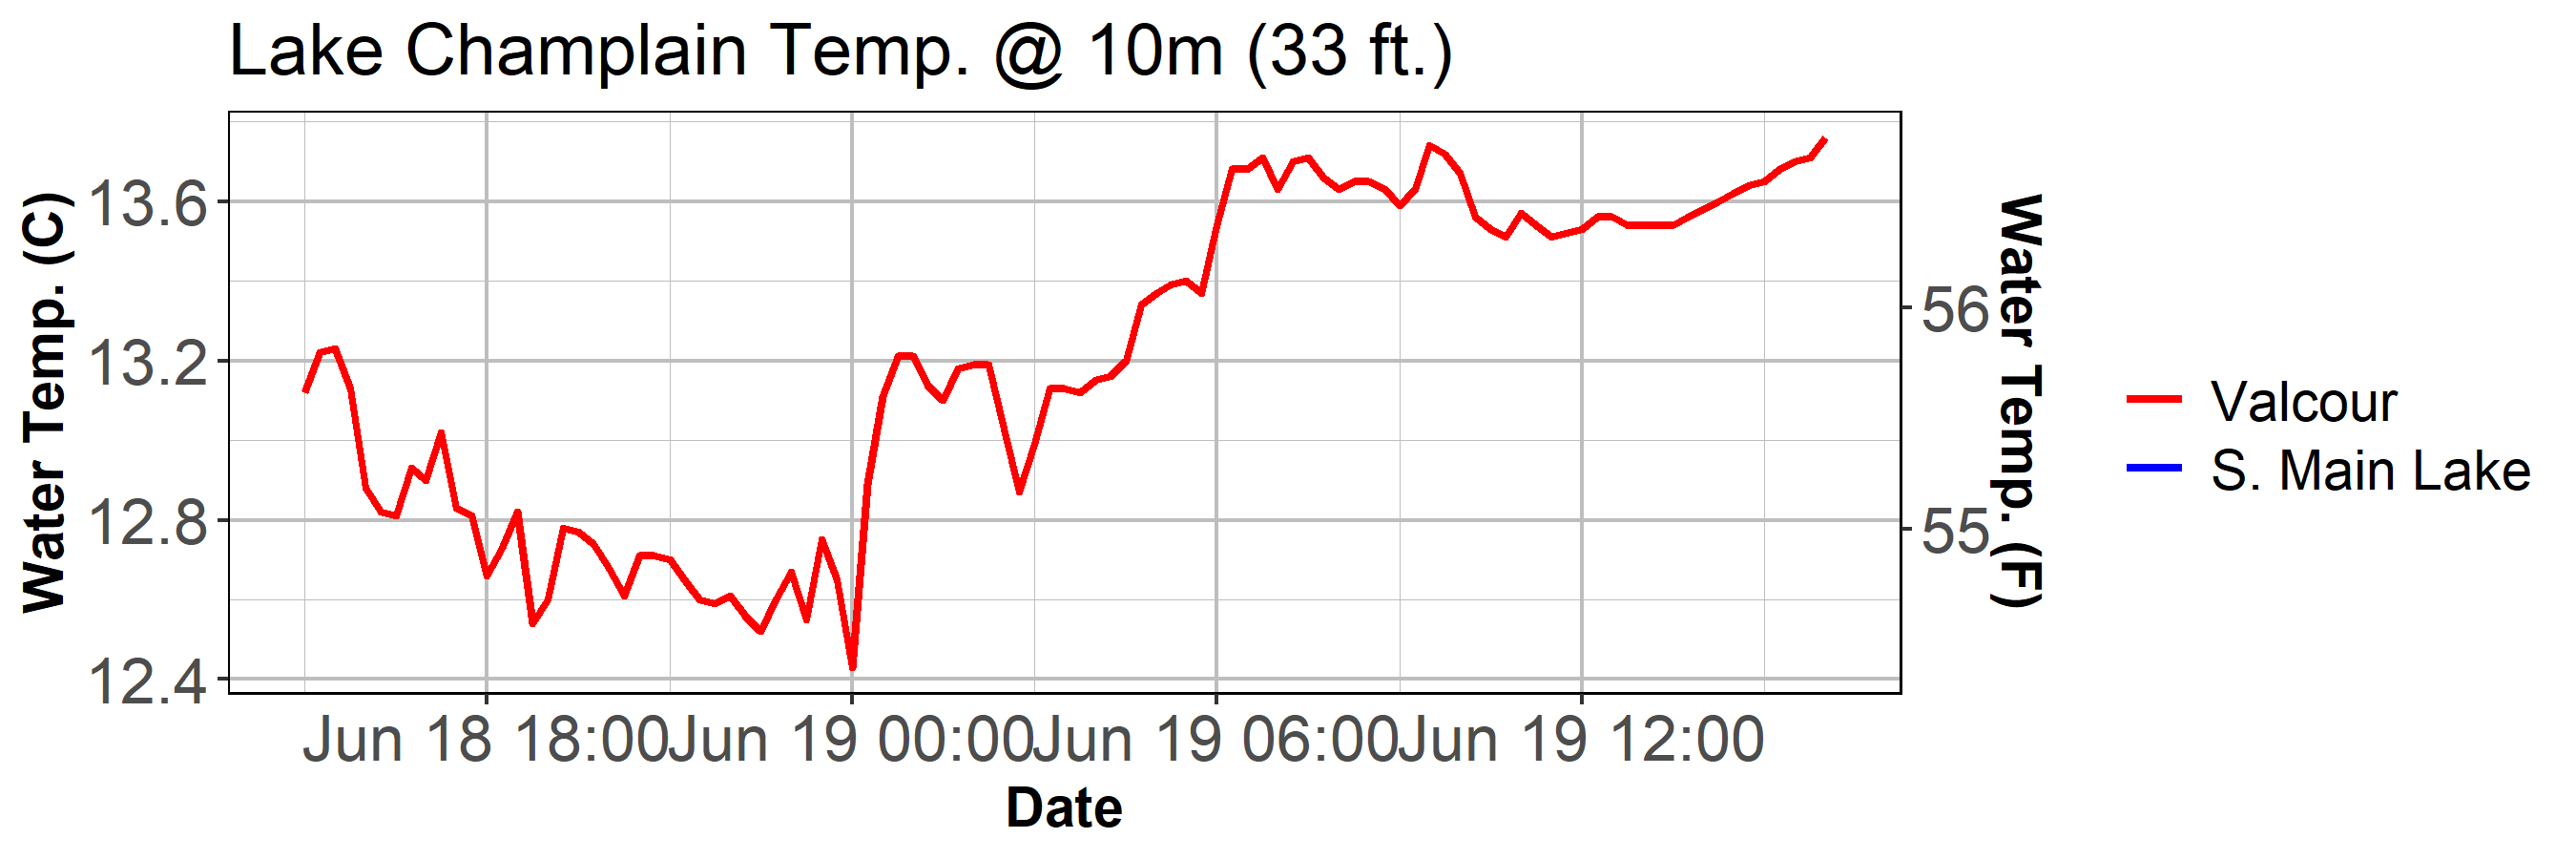 Lake Champlain Temp. @ 10m (33 ft.)
Water Temp. (C)
13.6
13.2
12.8
12.4
56
55
Water Temp. (F)
Jun 18 18:00
Jun 19 00:00
Jun 19 06:00
Jun 19 12:00
Date
Valcour
S. Main Lake